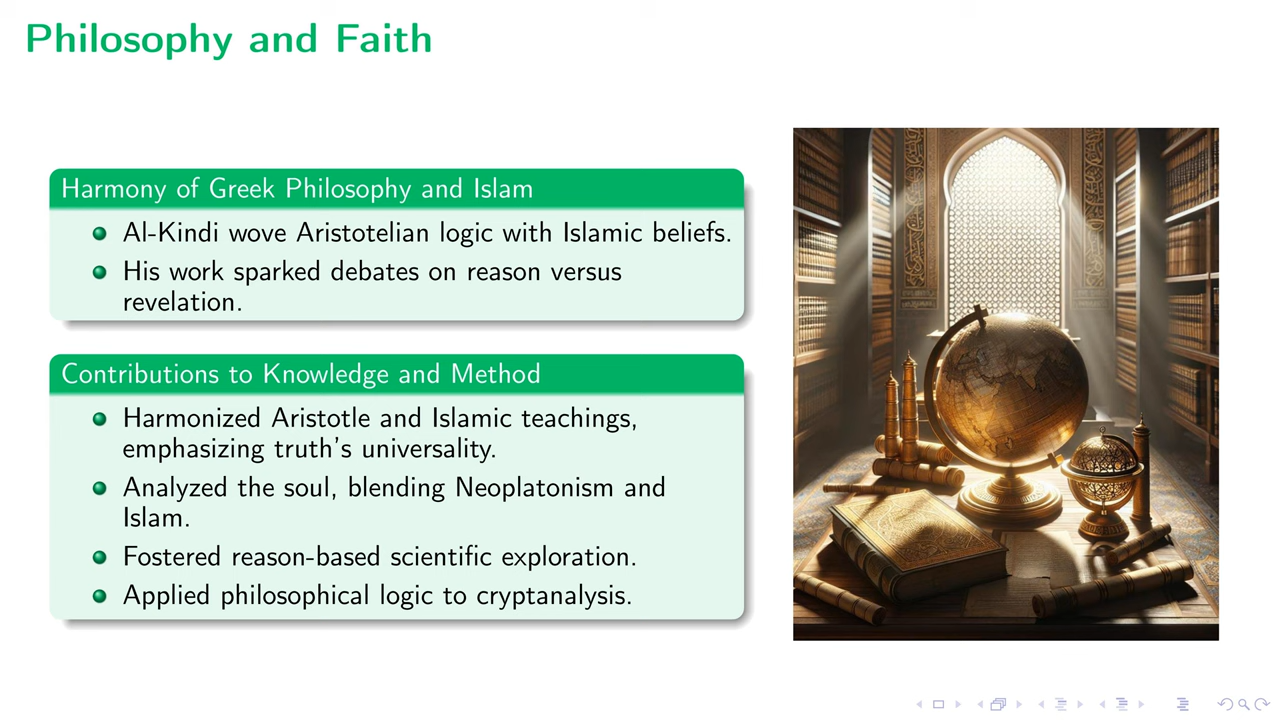 Philosophy and Faith
Harmony of Greek Philosophy and Islam
Al-Kindi wove Aristotelian logic with Islamic beliefs.
His work sparked debates on reason versus
revelation.
Contributions to Knowledge and Method
Harmonized Aristotle and Islamic teachings,
emphasizing truth's universality.
Analyzed the soul, blending Neoplatonism and
Islam.
Fostered reason-based scientific exploration.
Applied philosophical logic to cryptanalysis.